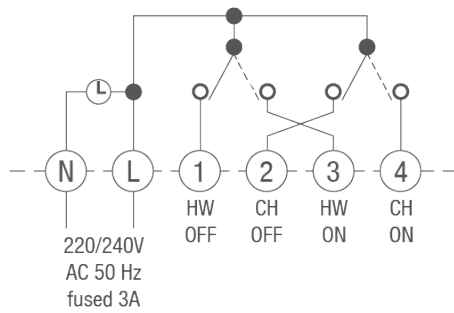 L
N L 1 2 3 4
HW CH HW CH
OFF OFF ON ON
220/240V
AC 50 Hz
fused 3A